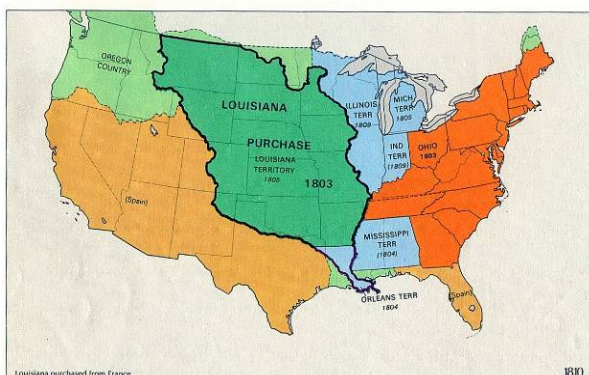 OREGON
COUNTRY
LOUISIANA
PURCHASE
LOUISIANA
TERRITORY
1805
1803
ILLINOIS
TERR
1809
MICH
TERR
1805
IND
TERR
(1809)
OHIO
1803
MISSISSIPPI
TERR
(1804)
(Spain)
(Spain)
ORLEANS TERR
1804
Louisiana purchased from France
1810